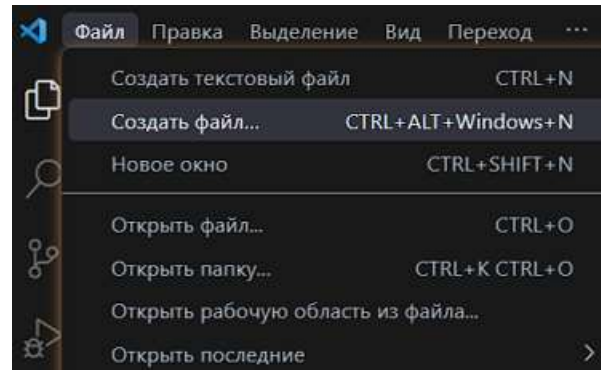 Файл Правка Выделение Вид Переход ...
Создать текстовый файл CTRL+N
Создать файл... CTRL+ALT+Windows+N
Новое окно CTRL+SHIFT+N
Открыть файл... CTRL+O
Открыть папку... CTRL+K CTRL+O
Открыть рабочую область из файла...
Открыть последние